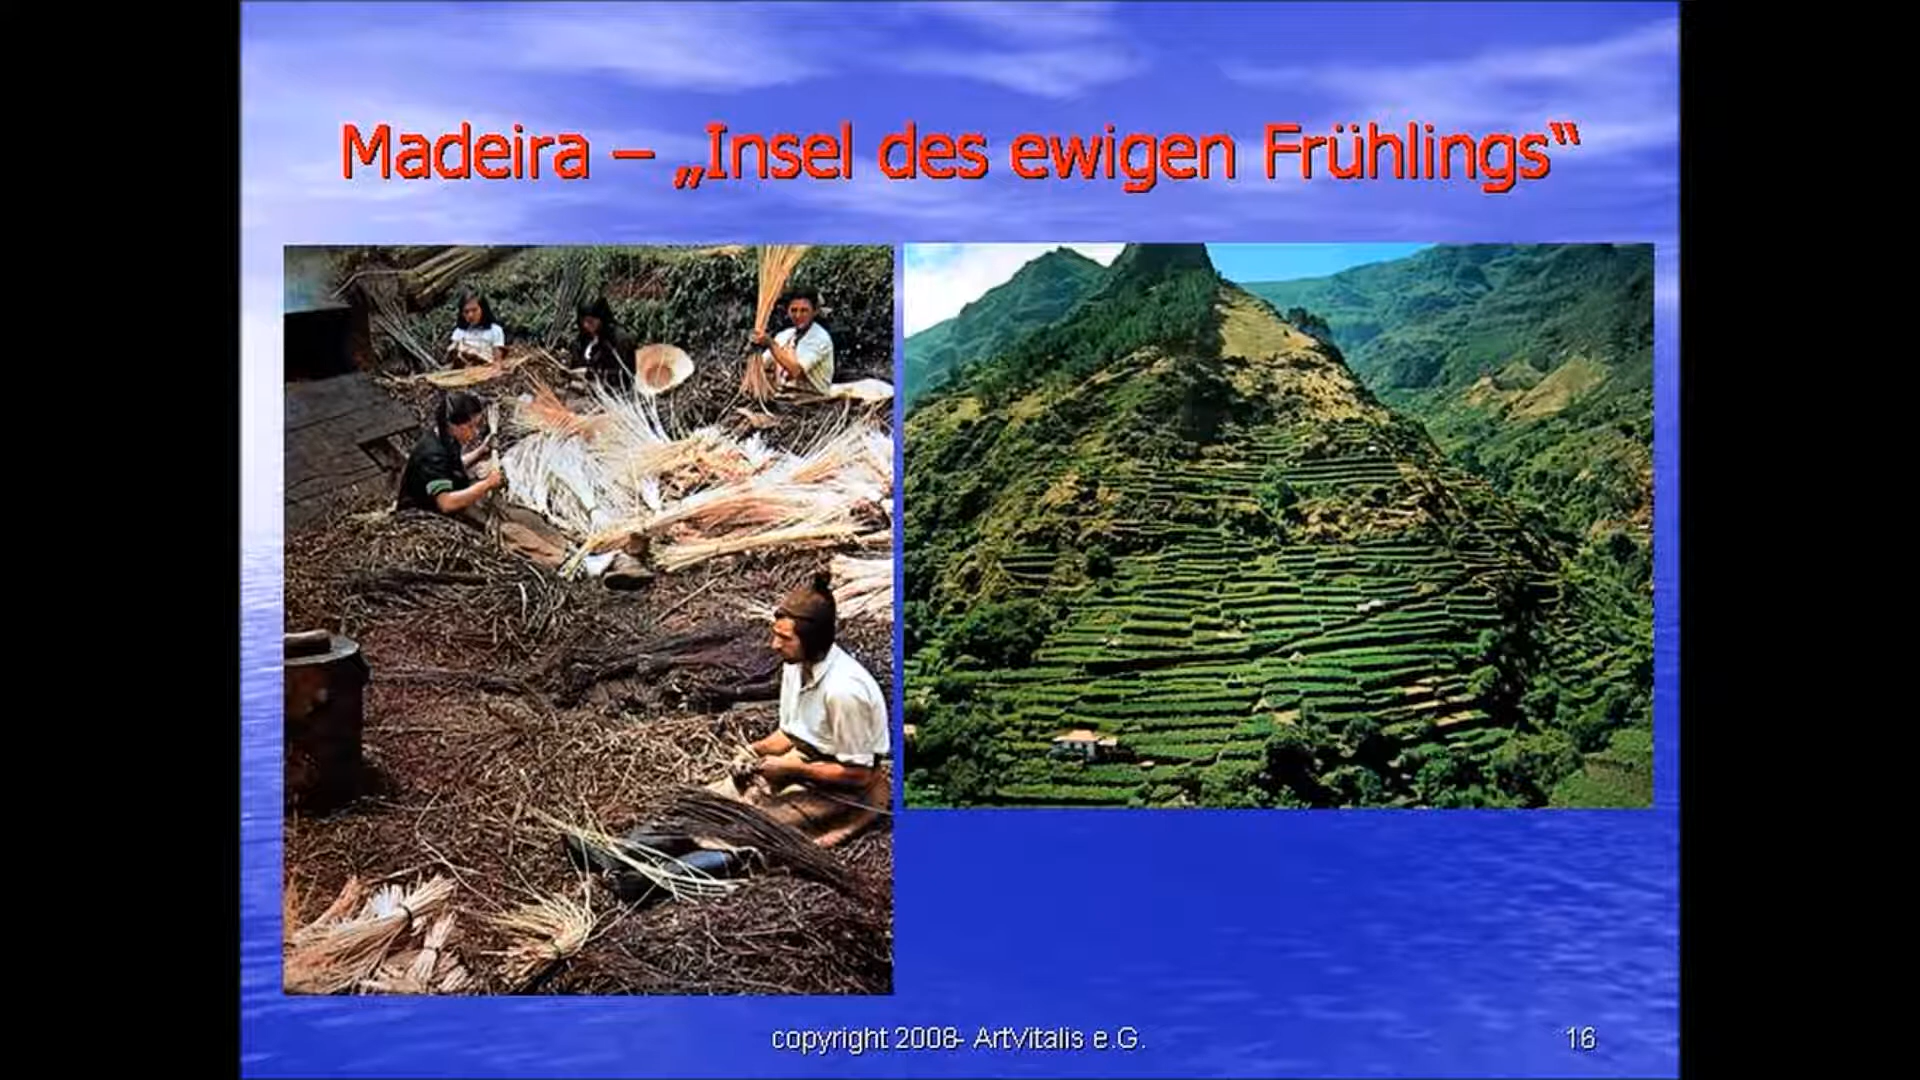 Madeira – „Insel des ewigen Frühlings“
copyright 2008- ArtVitalis e.G.
16